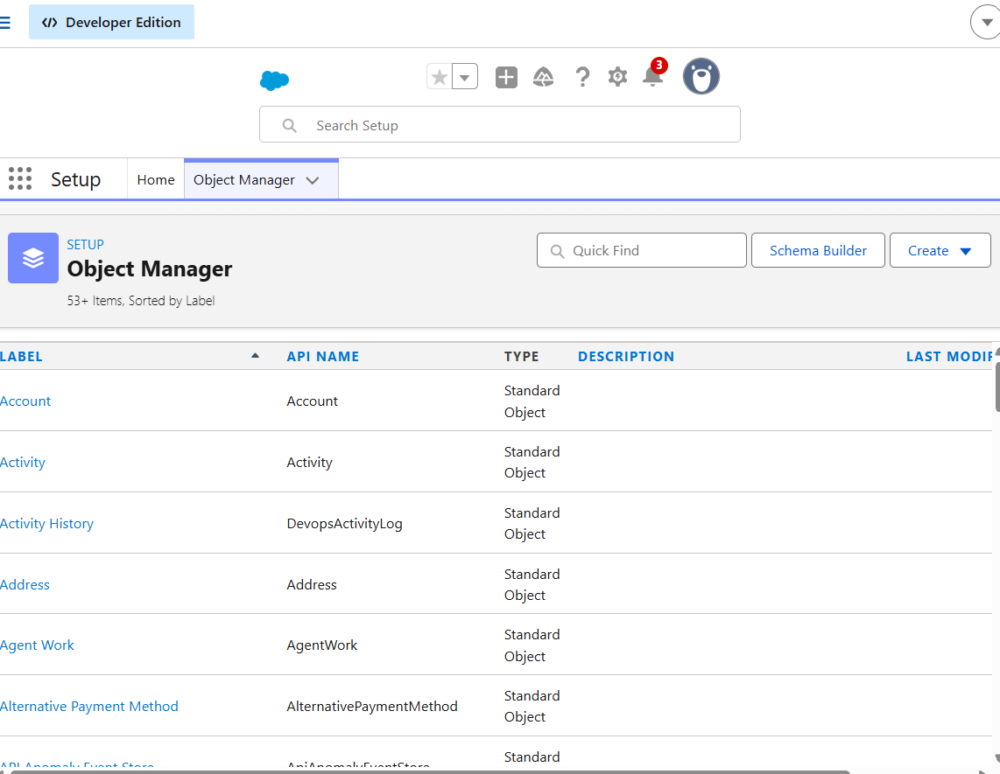 </> Developer Edition
3
Search Setup
Setup
Home
Object Manager
SETUP
Object Manager
53+ Items, Sorted by Label
Quick Find
Schema Builder
Create
LABEL API NAME TYPE DESCRIPTION LAST MODIF
Account Account Standard Object
Activity Activity Standard Object
Activity History DevopsActivityLog Standard Object
Address Address Standard Object
Agent Work AgentWork Standard Object
Alternative Payment Method AlternativePaymentMethod Standard Object
API Anomaly Event Store ApiAnomalyEventStore Standard